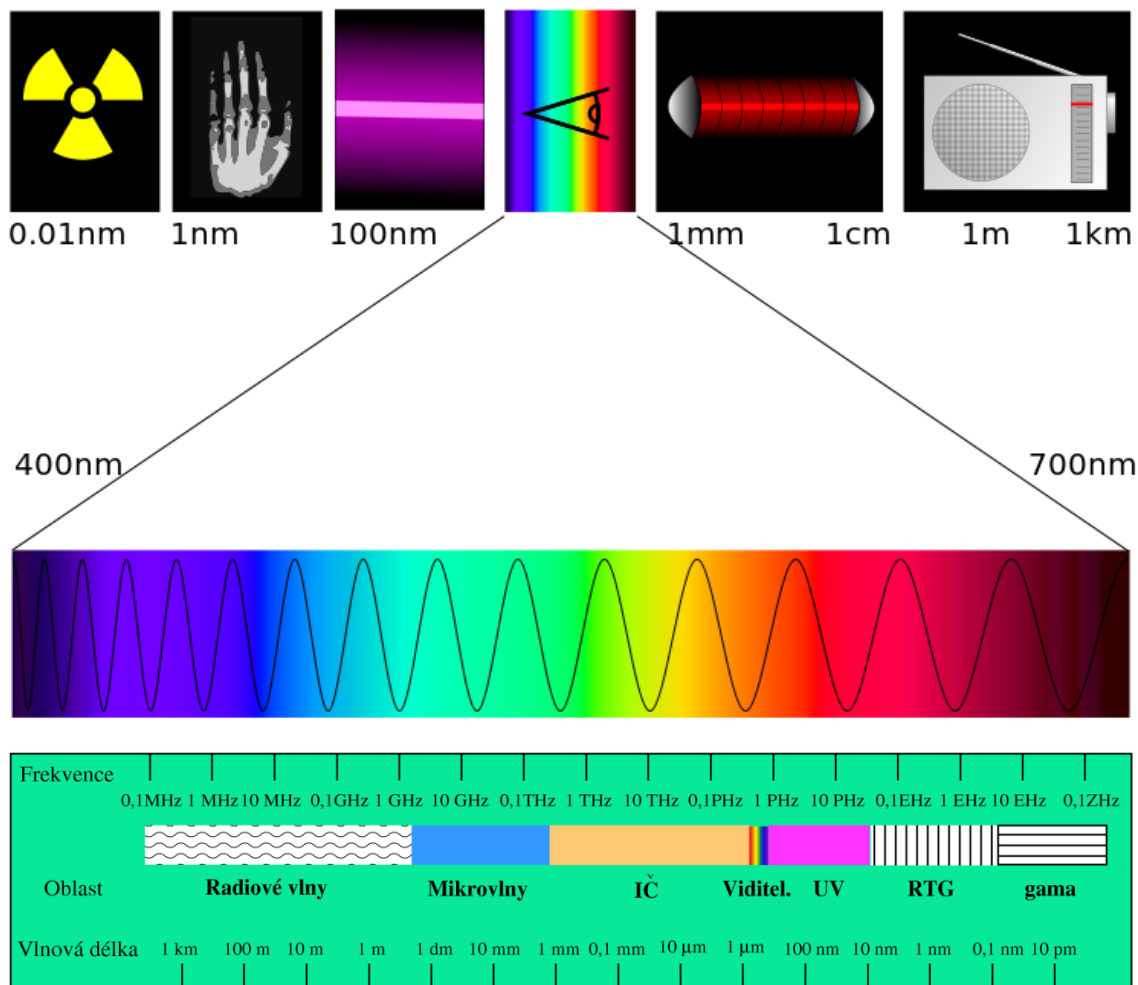 0.01nm 1nm 100nm 1mm 1cm 1m 1km
400nm 700nm
Frekvence
0,1MHz 1 MHz 10 MHz 0,1GHz 1 GHz 10 GHz 0,1THz 1 THz 10 THz 0,1PHz 1 PHz 10 PHz 0,1EHz 1 EHz 10 EHz 0,1ZHz
Oblast Radiové vlny Mikrovlny IČ Viditel. UV RTG gama
Vlnová délka 1 km 100 m 10 m 1 m 1 dm 10 mm 1 mm 0,1 mm 10 µm 1 µm 100 nm 10 nm 1 nm 0,1 nm 10 pm